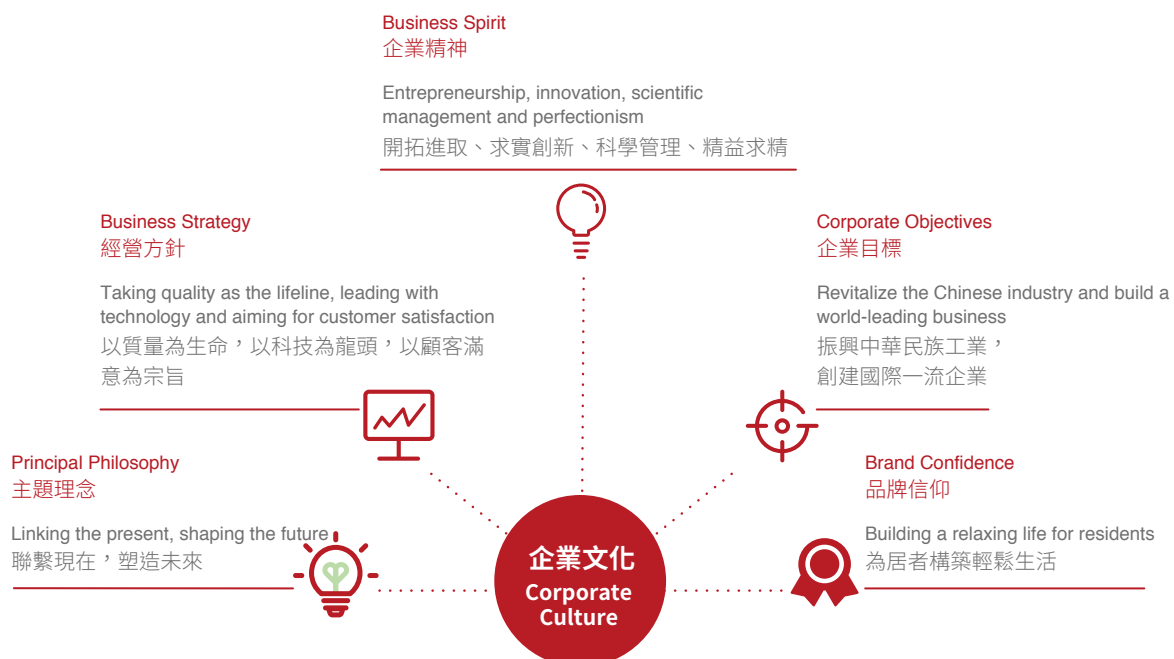 Business Spirit
企業精神
Entrepreneurship, innovation, scientific
management and perfectionism
開拓進取、求實創新、科學管理、精益求精
Business Strategy
經營方針
Taking quality as the lifeline, leading with
technology and aiming for customer satisfaction
以質量為生命，以科技為龍頭，以顧客滿
意為宗旨
Corporate Objectives
企業目標
Revitalize the Chinese industry and build a
world-leading business
振興中華民族工業，
創建國際一流企業
Principal Philosophy
主題理念
Linking the present, shaping the future
聯繫現在，塑造未來
Brand Confidence
品牌信仰
Building a relaxing life for residents
為居者構築輕鬆生活
企業文化
Corporate
Culture